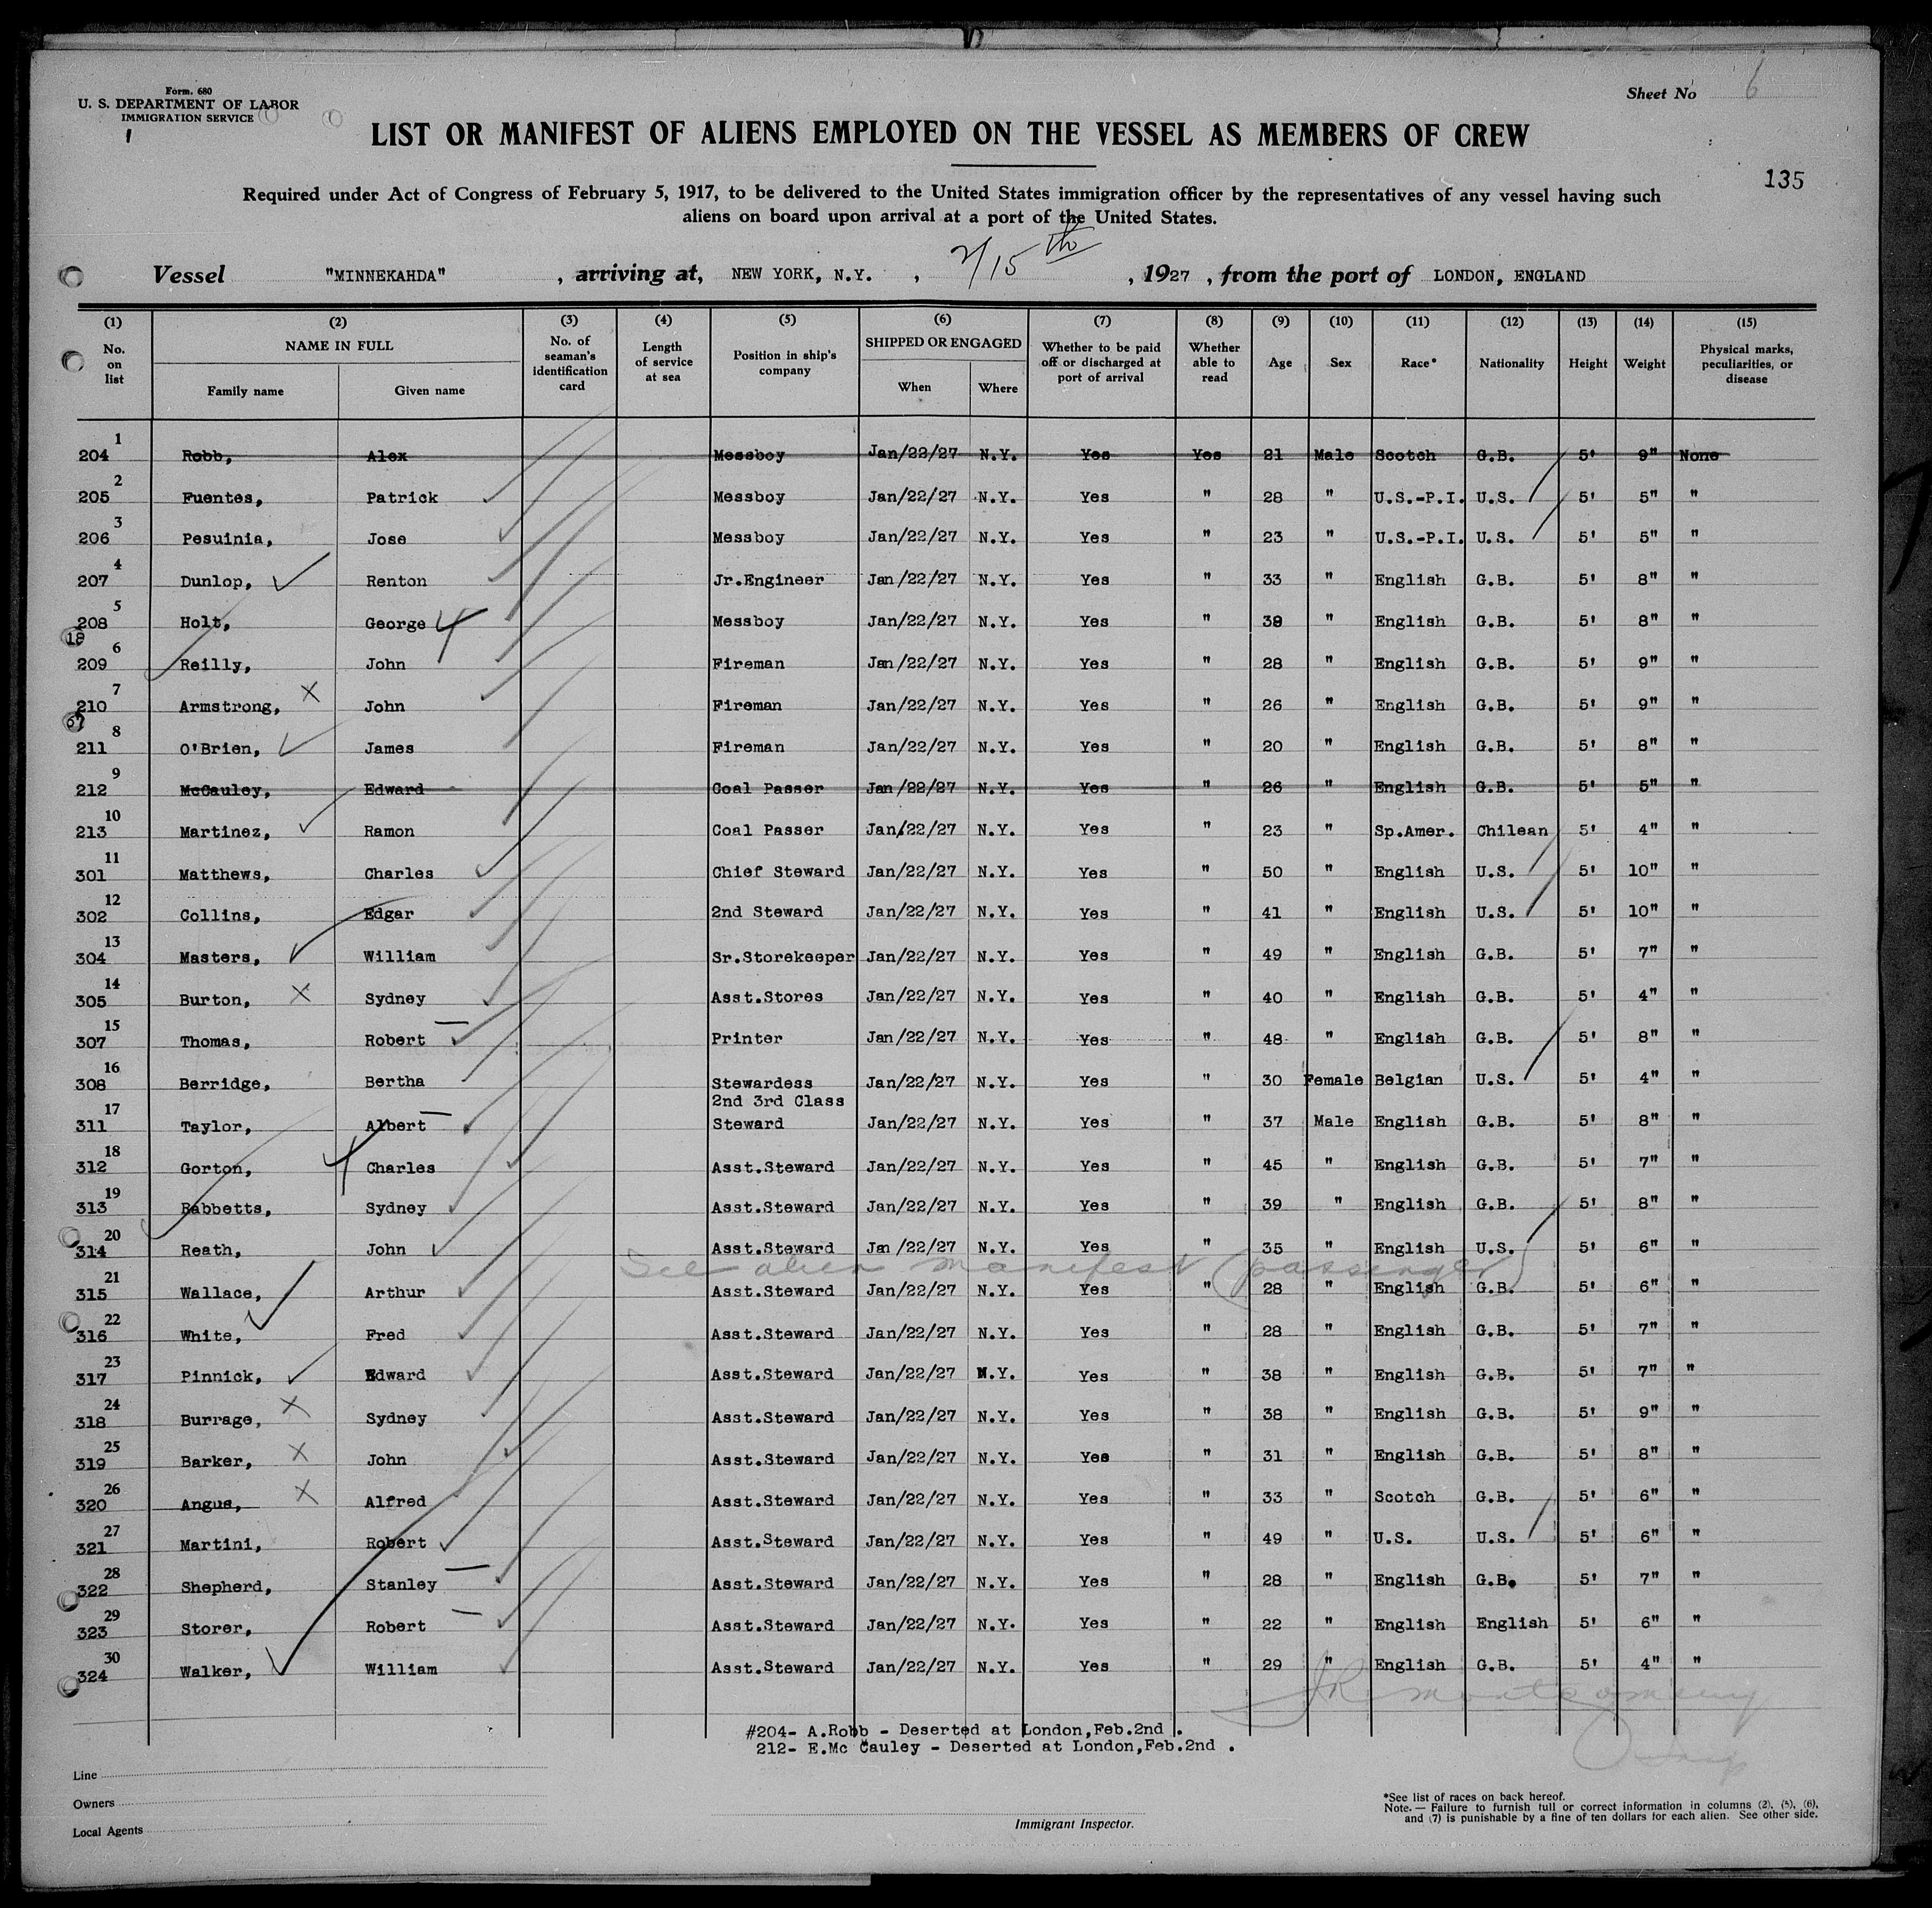 Form. 680
U. S. DEPARTMENT OF LABOR
IMMIGRATION SERVICE
Sheet No 6
LIST OR MANIFEST OF ALIENS EMPLOYED ON THE VESSEL AS MEMBERS OF CREW
135
Required under Act of Congress of February 5, 1917, to be delivered to the United States immigration officer by the representatives of any vessel having such
aliens on board upon arrival at a port of the United States.
Vessel "MINNEKAHDA" , arriving at, NEW YORK, N.Y. , 2/15th , 1927 , from the port of LONDON, ENGLAND
(1) (2) (3) (4) (5) (6) (7) (8) (9) (10) (11) (12) (13) (14) (15)
No. on list NAME IN FULL Family name Given name No. of seaman's identification card Length of service at sea Position in ship's company SHIPPED OR ENGAGED When Where Whether to be paid off or discharged at port of arrival Whether able to read Age Sex Race* Nationality Height Weight Physical marks, peculiarities, or disease
1 204 Robb, Alex Messboy Jan/22/27 N.Y. Yes Yes 21 Male Scotch G.B. 5' 9" None
2 205 Fuentes, Patrick Messboy Jan/22/27 N.Y. Yes " 28 " U.S.-P.I. U.S. 5' 5" "
3 206 Pesuinia, Jose Messboy Jan/22/27 N.Y. Yes " 23 " U.S.-P.I. U.S. 5' 5" "
4 207 Dunlop, Renton Jr.Engineer Jan/22/27 N.Y. Yes " 33 " English G.B. 5' 8" "
5 208 Holt, George Messboy Jan/22/27 N.Y. Yes " 38 " English G.B. 5' 8" "
18
6 209 Reilly, John Fireman Jan/22/27 N.Y. Yes " 28 " English G.B. 5' 9" "
7 210 Armstrong, X John Fireman Jan/22/27 N.Y. Yes " 26 " English G.B. 5' 9" "
67
8 211 O'Brien, James Fireman Jan/22/27 N.Y. Yes " 20 " English G.B. 5' 8" "
9 212 McCauley, Edward Coal Passer Jan/22/27 N.Y. Yes " 26 " English G.B. 5' 5" "
10 213 Martinez, Ramon Coal Passer Jan/22/27 N.Y. Yes " 23 " Sp.Amer. Chilean 5' 4" "
11 301 Matthews, Charles Chief Steward Jan/22/27 N.Y. Yes " 50 " English U.S. 5' 10" "
12 302 Collins, Edgar 2nd Steward Jan/22/27 N.Y. Yes " 41 " English U.S. 5' 10" "
13 304 Masters, William Sr.Storekeeper Jan/22/27 N.Y. Yes " 49 " English G.B. 5' 7" "
14 305 Burton, X Sydney Asst.Stores Jan/22/27 N.Y. Yes " 40 " English G.B. 5' 4" "
15 307 Thomas, Robert Printer Jan/22/27 N.Y. Yes " 48 " English G.B. 5' 8" "
16 308 Berridge, Bertha Stewardess Jan/22/27 N.Y. Yes " 30 Female Belgian U.S. 5' 4" "
2nd 3rd Class
17 311 Taylor, Albert Steward Jan/22/27 N.Y. Yes " 37 Male English G.B. 5' 8" "
18 312 Gorton, Charles Asst.Steward Jan/22/27 N.Y. Yes " 45 " English G.B. 5' 7" "
19 313 Babbetts, Sydney Asst.Steward Jan/22/27 N.Y. Yes " 39 " English G.B. 5' 8" "
20 314 Reath, John Asst.Steward Jan/22/27 N.Y. Yes " 35 " English U.S. 5' 6" "
See alien manifest (passenger)
21 315 Wallace, Arthur Asst.Steward Jan/22/27 N.Y. Yes " 28 " English G.B. 5' 6" "
22 316 White, Fred Asst.Steward Jan/22/27 N.Y. Yes " 28 " English G.B. 5' 7" "
23 317 Pinnick, Edward Asst.Steward Jan/22/27 N.Y. Yes " 38 " English G.B. 5' 7" "
24 318 Burrage, X Sydney Asst.Steward Jan/22/27 N.Y. Yes " 38 " English G.B. 5' 9" "
25 319 Barker, X John Asst.Steward Jan/22/27 N.Y. Yes " 31 " English G.B. 5' 8" "
26 320 Angus, X Alfred Asst.Steward Jan/22/27 N.Y. Yes " 33 " Scotch G.B. 5' 6" "
27 321 Martini, Robert Asst.Steward Jan/22/27 N.Y. Yes " 49 " U.S. U.S. 5' 6" "
28 322 Shepherd, Stanley Asst.Steward Jan/22/27 N.Y. Yes " 28 " English G.B. 5' 7" "
29 323 Storer, Robert Asst.Steward Jan/22/27 N.Y. Yes " 22 " English English 5' 6" "
30 324 Walker, William Asst.Steward Jan/22/27 N.Y. Yes " 29 " English G.B. 5' 4" "
Montgomery
#204- A.Robb - Deserted at London,Feb.2nd .
212- E.Mc Cauley - Deserted at London,Feb.2nd .
Line
Owners
Local Agents
Immigrant Inspector.
*See list of races on back hereof.
Note.— Failure to furnish full or correct information in columns (2), (5), (6),
and (7) is punishable by a fine of ten dollars for each alien. See other side.